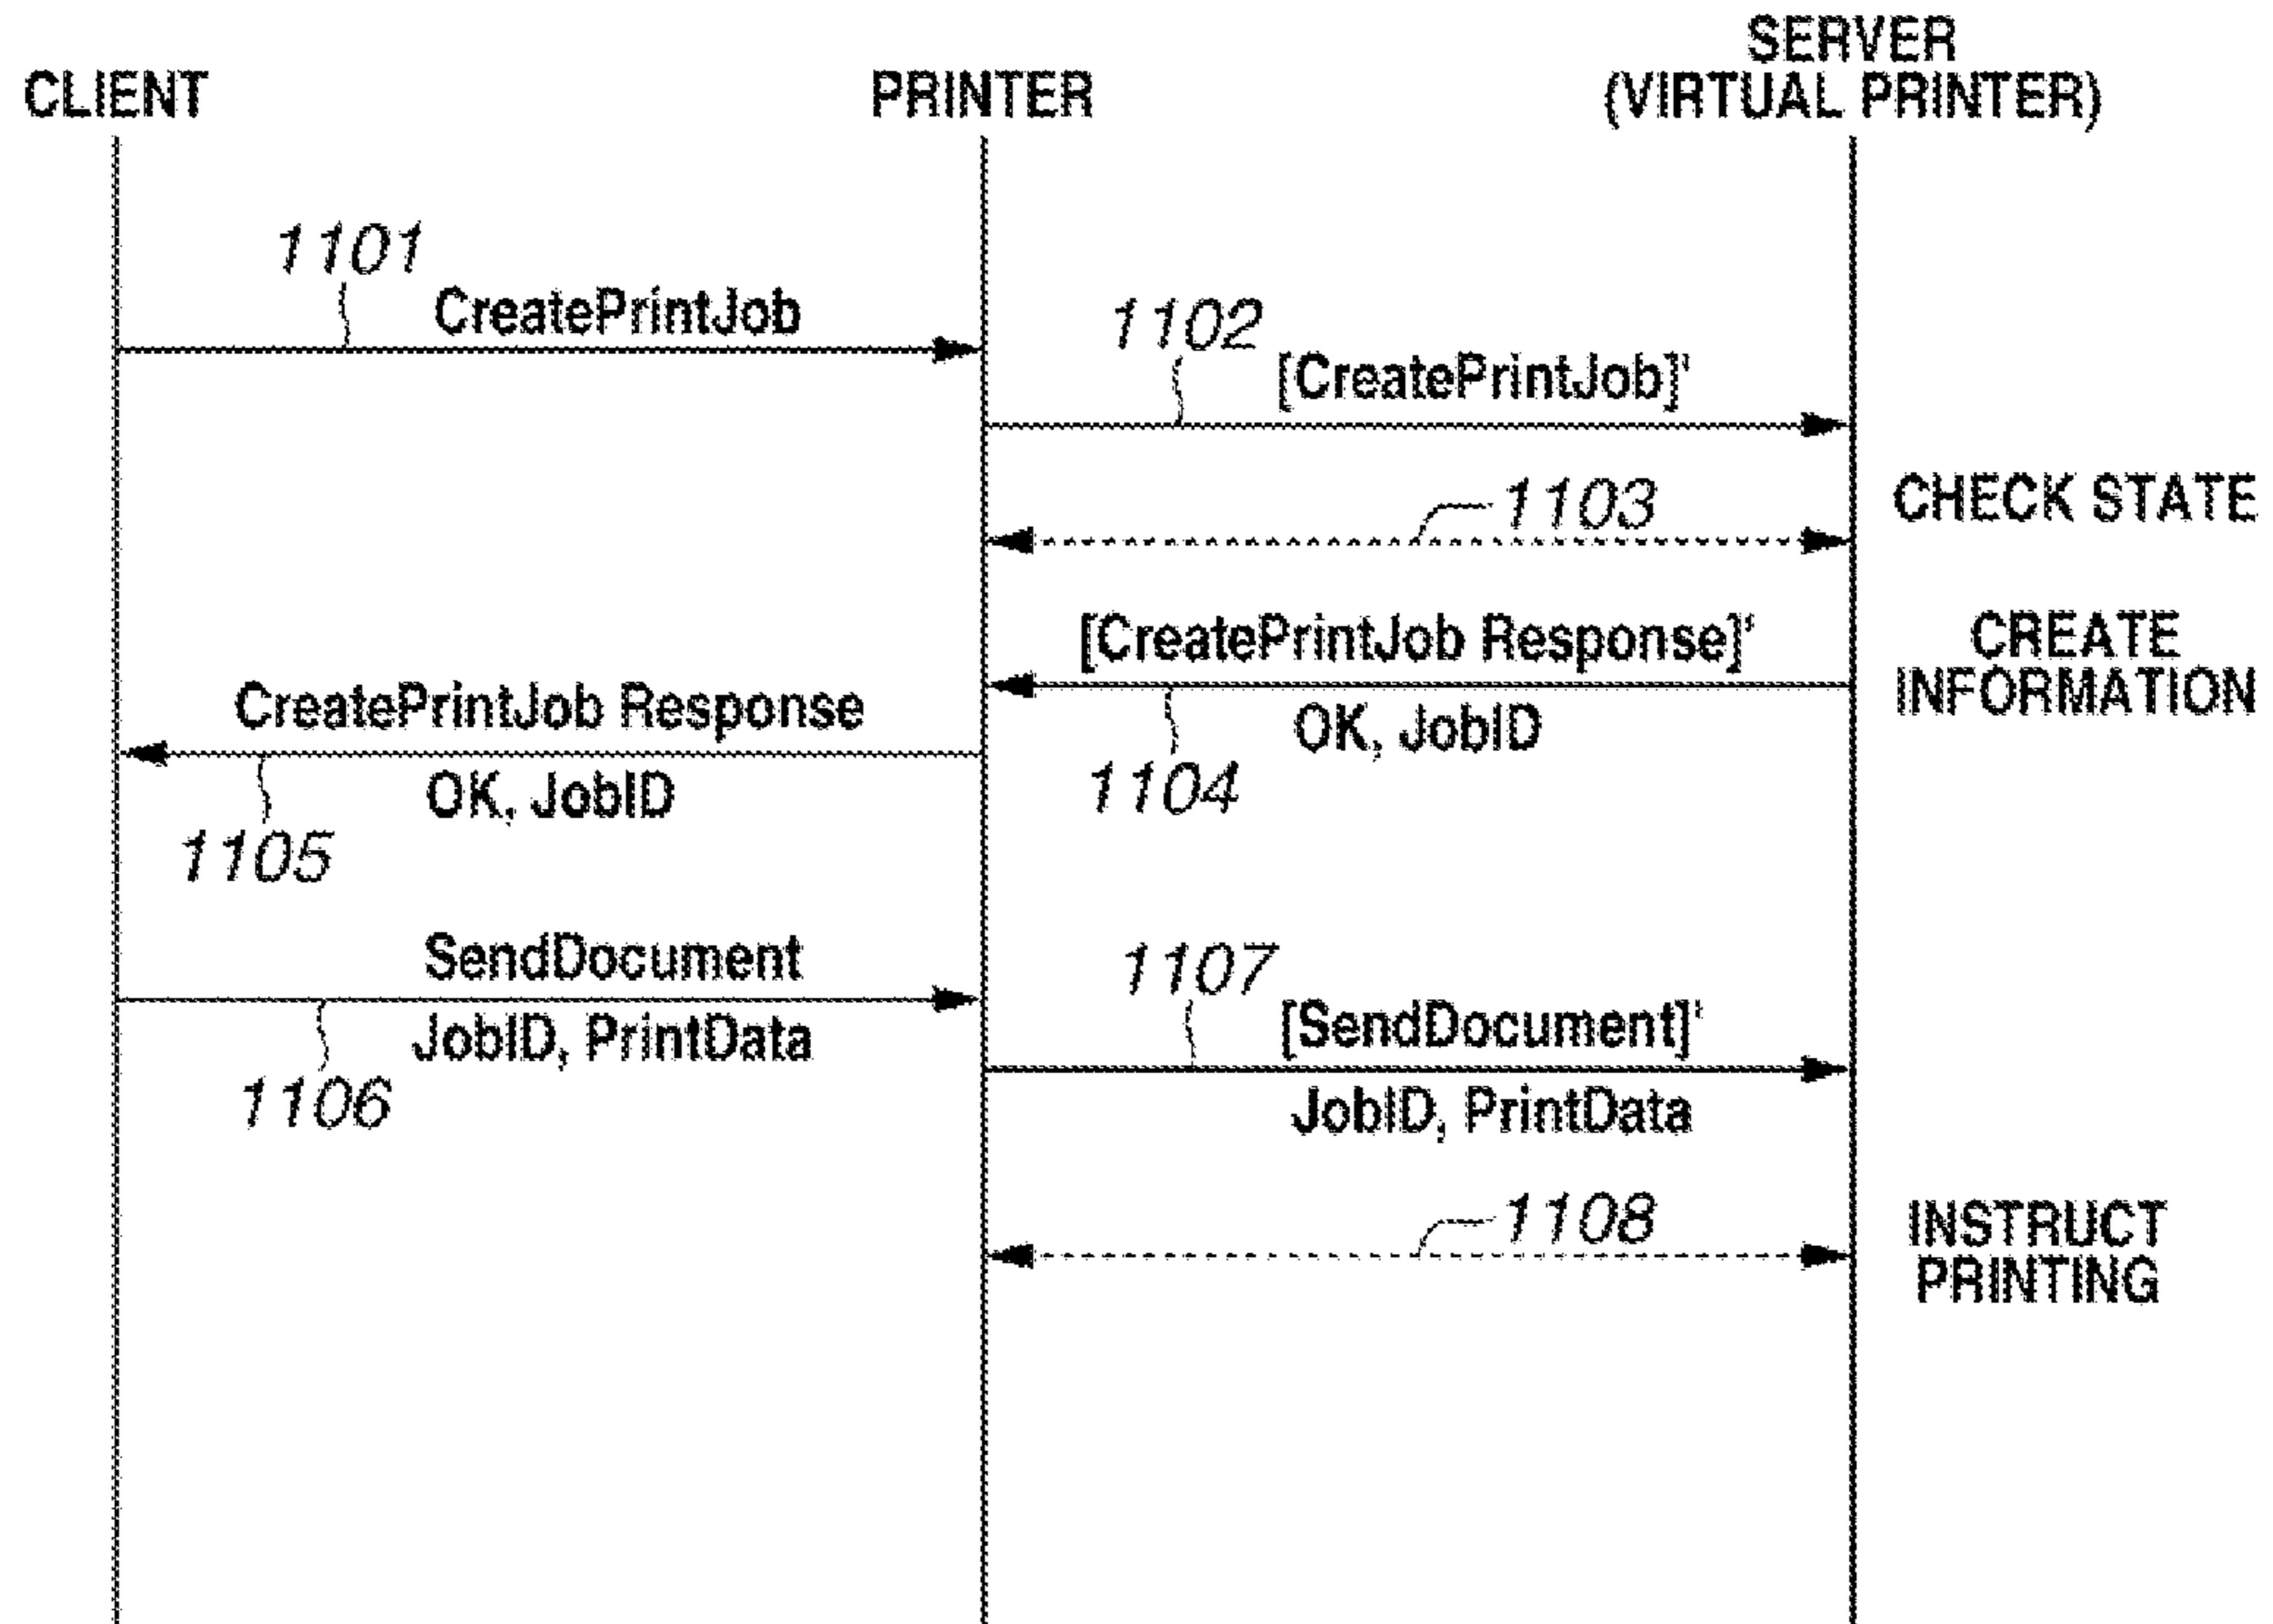 CLIENT
PRINTER
SERVER
(VIRTUAL PRINTER)
1101
CreatePrintJob
1102
[CreatePrintJob]'
1103
CHECK STATE
[CreatePrintJob Response]'
CREATE
INFORMATION
OK, JobID
1104
CreatePrintJob Response
OK, JobID
1105
SendDocument
JobID, PrintData
1106
1107
[SendDocument]'
JobID, PrintData
1108
INSTRUCT
PRINTING